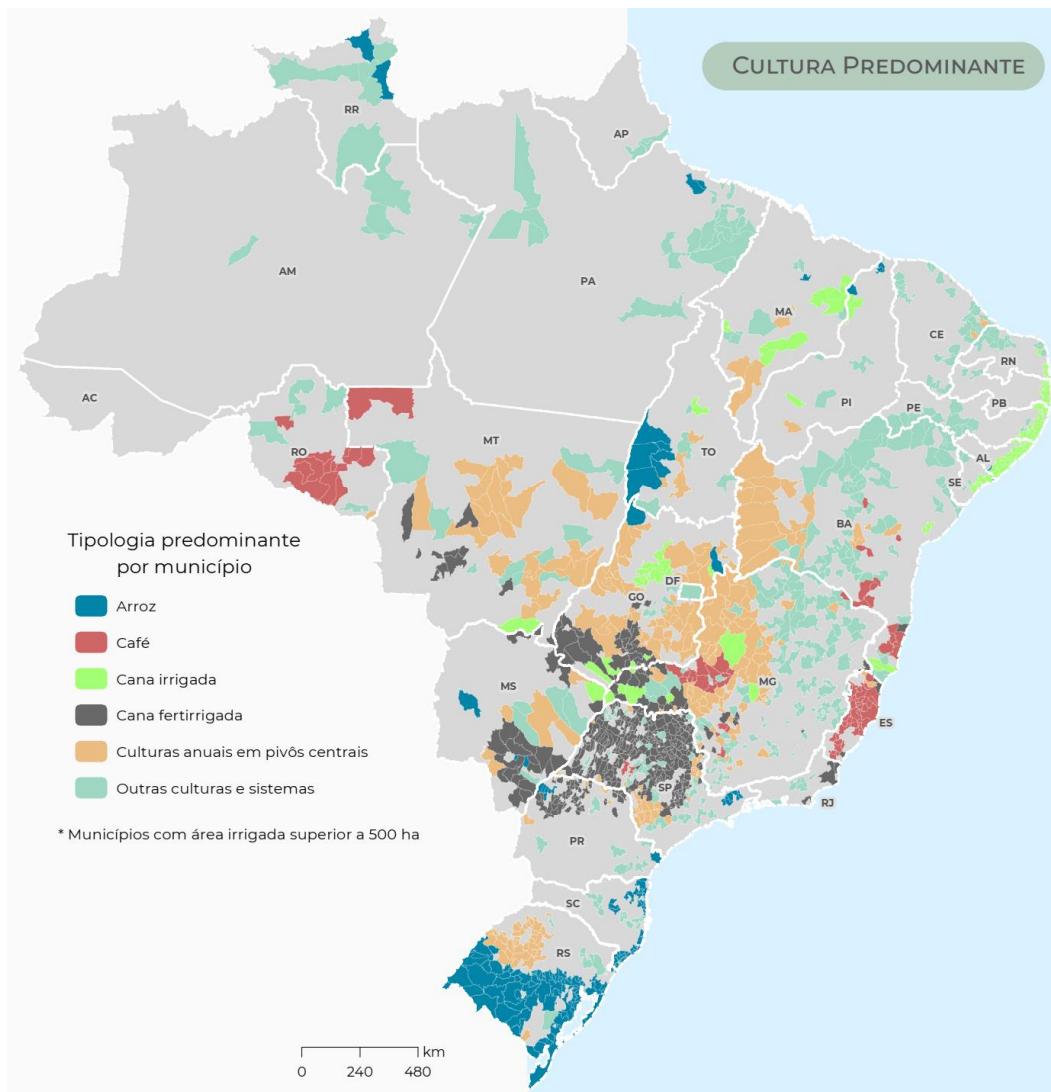 CULTURA PREDOMINANTE
RR
AP
AM
PA
MA
CE
RN
PB
PE
PI
AL
SE
AC
RO
MT
TO
BA
DF
GO
MG
ES
MS
SP
RJ
PR
SC
RS
Tipologia predominante
por município
Arroz
Café
Cana irrigada
Cana fertirrigada
Culturas anuais em pivôs centrais
Outras culturas e sistemas
* Municípios com área irrigada superior a 500 ha
km
0 240 480